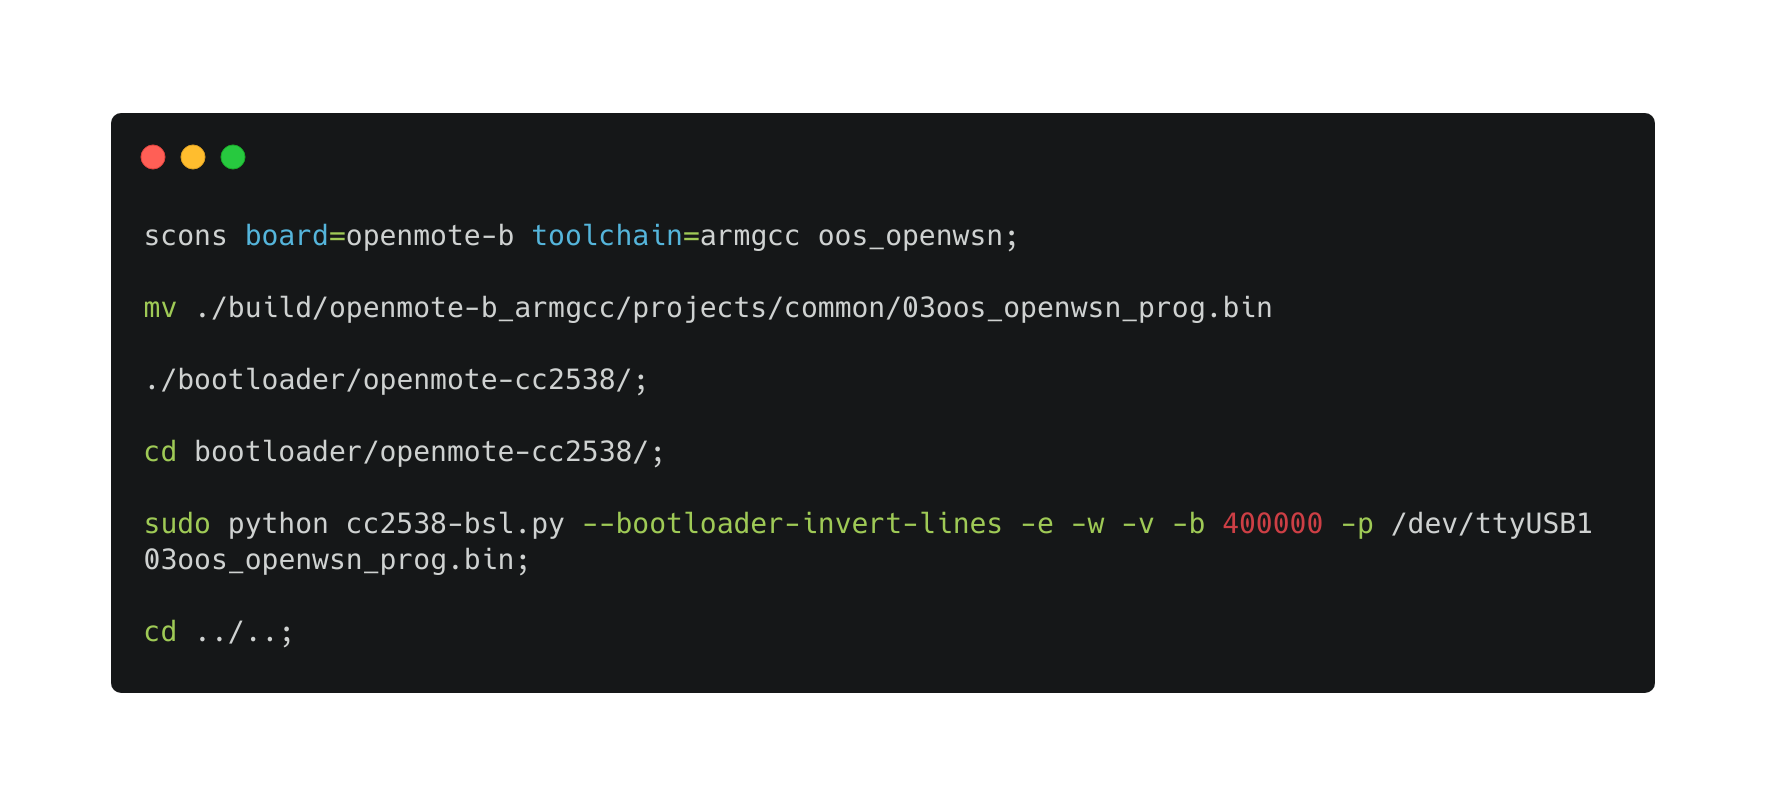 scons board=openmote-b toolchain=armgcc oos_openwsn;
mv ./build/openmote-b_armgcc/projects/common/03oos_openwsn_prog.bin
./bootloader/openmote-cc2538/;
cd bootloader/openmote-cc2538/;
sudo python cc2538-bsl.py --bootloader-invert-lines -e -w -v -b 400000 -p /dev/ttyUSB1
03oos_openwsn_prog.bin;
cd ../..;